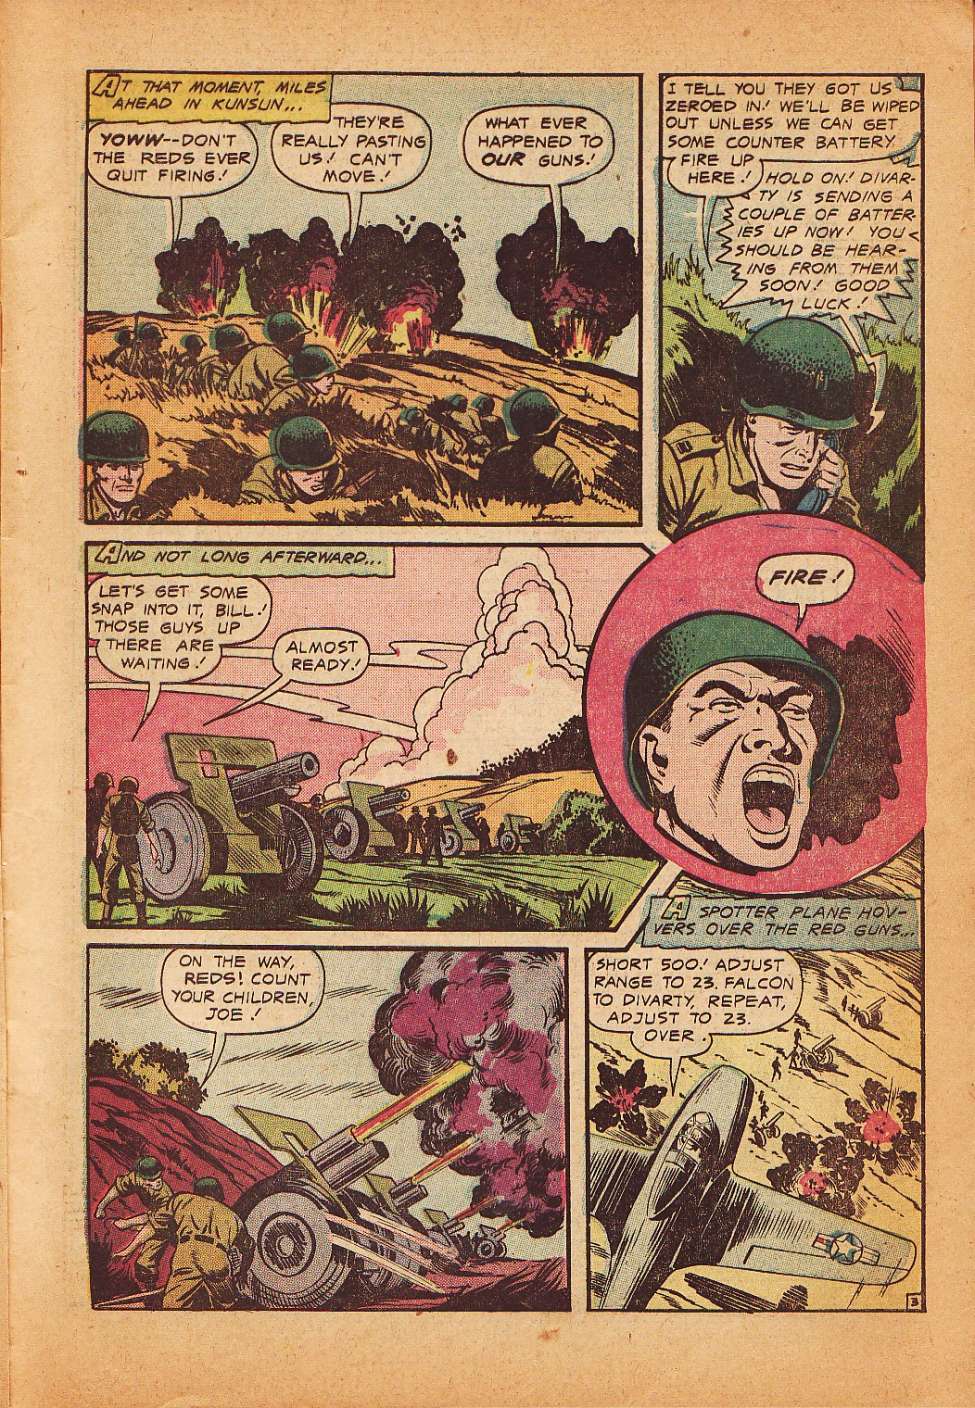 AT THAT MOMENT, MILES
AHEAD IN KUNSUN...
YOWW--DON'T
THE REDS EVER
QUIT FIRING!
THEY'RE
REALLY PASTING
US! CAN'T
MOVE!
WHAT EVER
HAPPENED TO
OUR GUNS!
I TELL YOU THEY GOT US
ZEROED IN! WE'LL BE WIPED
OUT UNLESS WE CAN GET
SOME COUNTER BATTERY
FIRE UP
HERE!
HOLD ON! DIVAR-
TY IS SENDING A
COUPLE OF BATTER-
IES UP NOW! YOU
SHOULD BE HEAR-
ING FROM THEM
SOON! GOOD
LUCK!
AND NOT LONG AFTERWARD...
LET'S GET SOME
SNAP INTO IT, BILL!
THOSE GUYS UP
THERE ARE
WAITING!
ALMOST
READY!
FIRE!
ON THE WAY,
REDS! COUNT
YOUR CHILDREN,
JOE!
A SPOTTER PLANE HOV-
VERS OVER THE RED GUNS...
SHORT 500! ADJUST
RANGE TO 23. FALCON
TO DIVARTY, REPEAT,
ADJUST TO 23.
OVER.
3